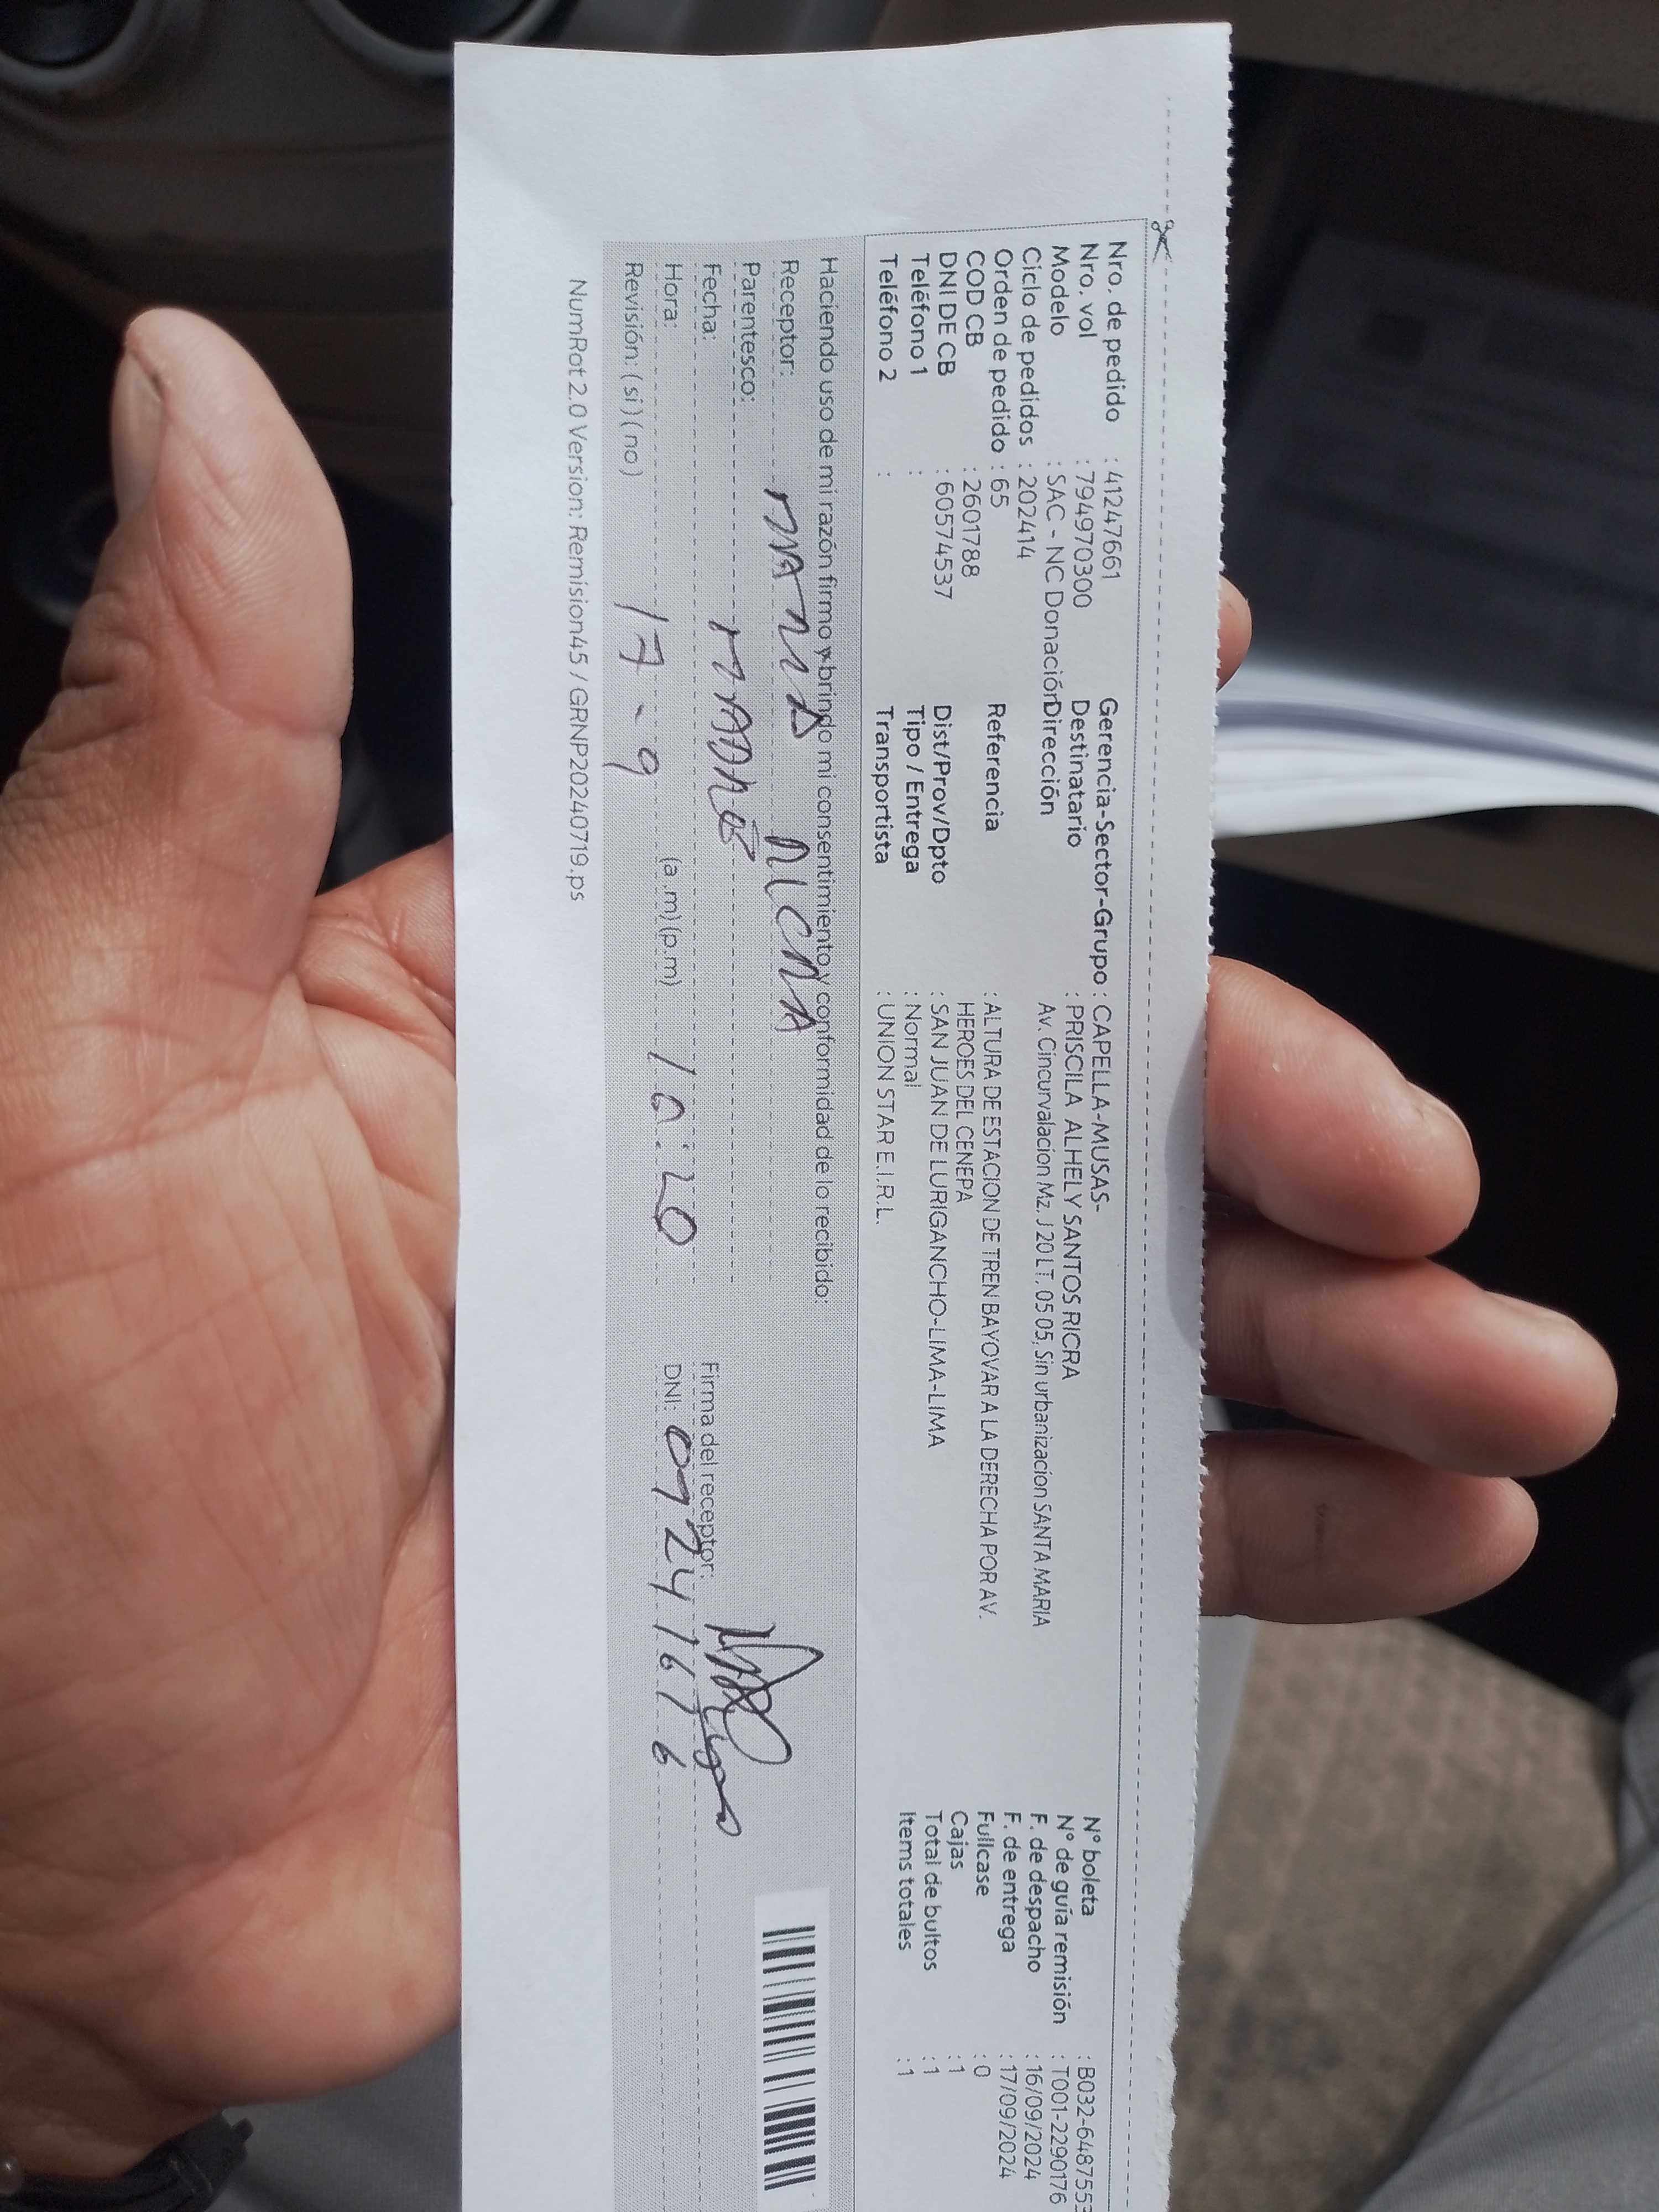 Nro. de pedido : 41247661
Nro. vol : 794970300
Modelo : SAC - NC Donación
Ciclo de pedidos : 202414
Orden de pedido : 65
COD CB : 2601788
DNI DE CB : 60574537
Teléfono 1 :
Teléfono 2 :
Gerencia-Sector-Grupo : CAPELLA-MUSAS-
Destinatario : PRISCILA ALHELY SANTOS RICRA
Dirección Av. Cincurvalacion Mz. J 20 LT. 05 05, Sin urbanizacion SANTA MARIA
Referencia : ALTURA DE ESTACION DE TREN BAYOVAR A LA DERECHA POR AV.
HEROES DEL CENEPA
Dist/Prov/Dpto : SAN JUAN DE LURIGANCHO-LIMA-LIMA
Tipo / Entrega : Normal
Transportista : UNION STAR E.I.R.L.
N° boleta : B032-6487553
N° de guía remisión : T001-2290176
F. de despacho : 16/09/2024
F. de entrega : 17/09/2024
Fullcase : 0
Cajas : 1
Total de bultos : 1
Items totales : 1
Haciendo uso de mi razón firmo y brindo mi consentimiento y conformidad de lo recibido:
Receptor:
Parentesco: MADRE
Fecha: 17-9
Hora: (a.m)(p.m) 10:20
Revisión: (si) (no)
Firma del receptor:
DNI: 09241676
NumRot 2.0 Version: Remision45 / GRNP20240719.ps